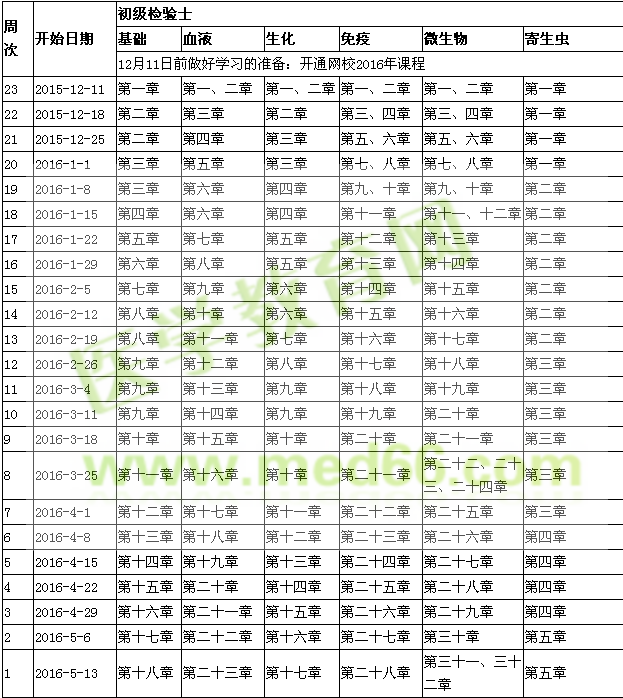 周次 开始日期 初级检验士
基础 血液 生化 免疫 微生物 寄生虫
12月11日前做好学习的准备：开通网校2016年课程
23 2015-12-11 第一章 第一、二章 第一、二章 第一、二章 第一、二章 第一章
22 2015-12-18 第二章 第三章 第二章 第三、四章 第三、四章 第一章
21 2015-12-25 第二章 第四章 第三章 第五、六章 第五、六章 第一章
20 2016-1-1 第三章 第五章 第三章 第七、八章 第七、八章 第一章
19 2016-1-8 第三章 第六章 第四章 第九、十章 第九、十章 第二章
18 2016-1-15 第四章 第六章 第四章 第十一章 第十一、十二章 第二章
17 2016-1-22 第五章 第七章 第五章 第十二章 第十三章 第二章
16 2016-1-29 第六章 第八章 第五章 第十三章 第十四章 第二章
15 2016-2-5 第七章 第九章 第六章 第十四章 第十五章 第二章
14 2016-2-12 第八章 第十章 第六章 第十五章 第十六章 第二章
13 2016-2-19 第八章 第十一章 第七章 第十六章 第十七章 第二章
12 2016-2-26 第九章 第十二章 第八章 第十七章 第十八章 第三章
11 2016-3-4 第九章 第十三章 第九章 第十八章 第十九章 第三章
10 2016-3-11 第九章 第十四章 第九章 第十九章 第二十章 第三章
9 2016-3-18 第十章 第十五章 第十章 第二十章 第二十一章 第三章
8 2016-3-25 第十一章 第十六章 第十章 第二十一章 第二十二、二十三、二十四章 第三章
7 2016-4-1 第十二章 第十七章 第十一章 第二十二章 第二十五章 第三章
6 2016-4-8 第十三章 第十八章 第十二章 第二十三章 第二十六章 第四章
5 2016-4-15 第十四章 第十九章 第十三章 第二十四章 第二十七章 第四章
4 2016-4-22 第十五章 第二十章 第十四章 第二十五章 第二十八章 第四章
3 2016-4-29 第十六章 第二十一章 第十五章 第二十六章 第二十九章 第四章
2 2016-5-6 第十七章 第二十二章 第十六章 第二十七章 第三十章 第五章
1 2016-5-13 第十八章 第二十三章 第十七章 第二十八章 第三十一、三十二章 第五章
医学教育网
www.med66.com